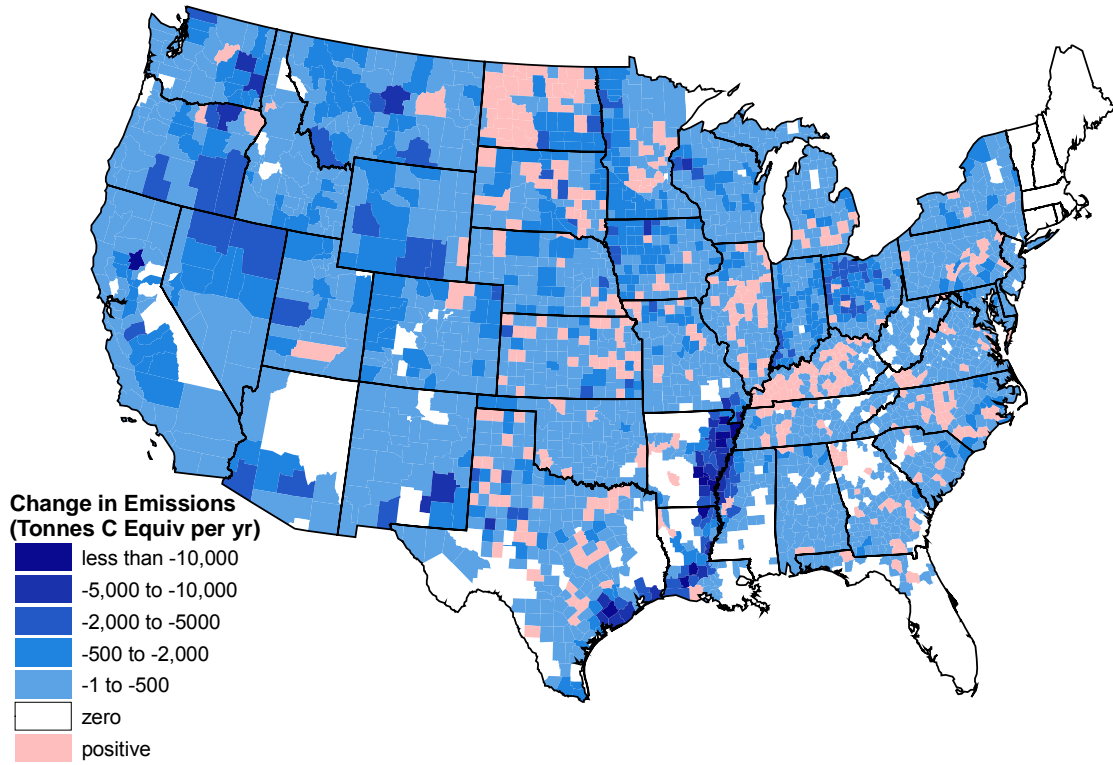 Change in Emissions
(Tonnes C Equiv per yr)
less than -10,000
-5,000 to -10,000
-2,000 to -5000
-500 to -2,000
-1 to -500
zero
positive